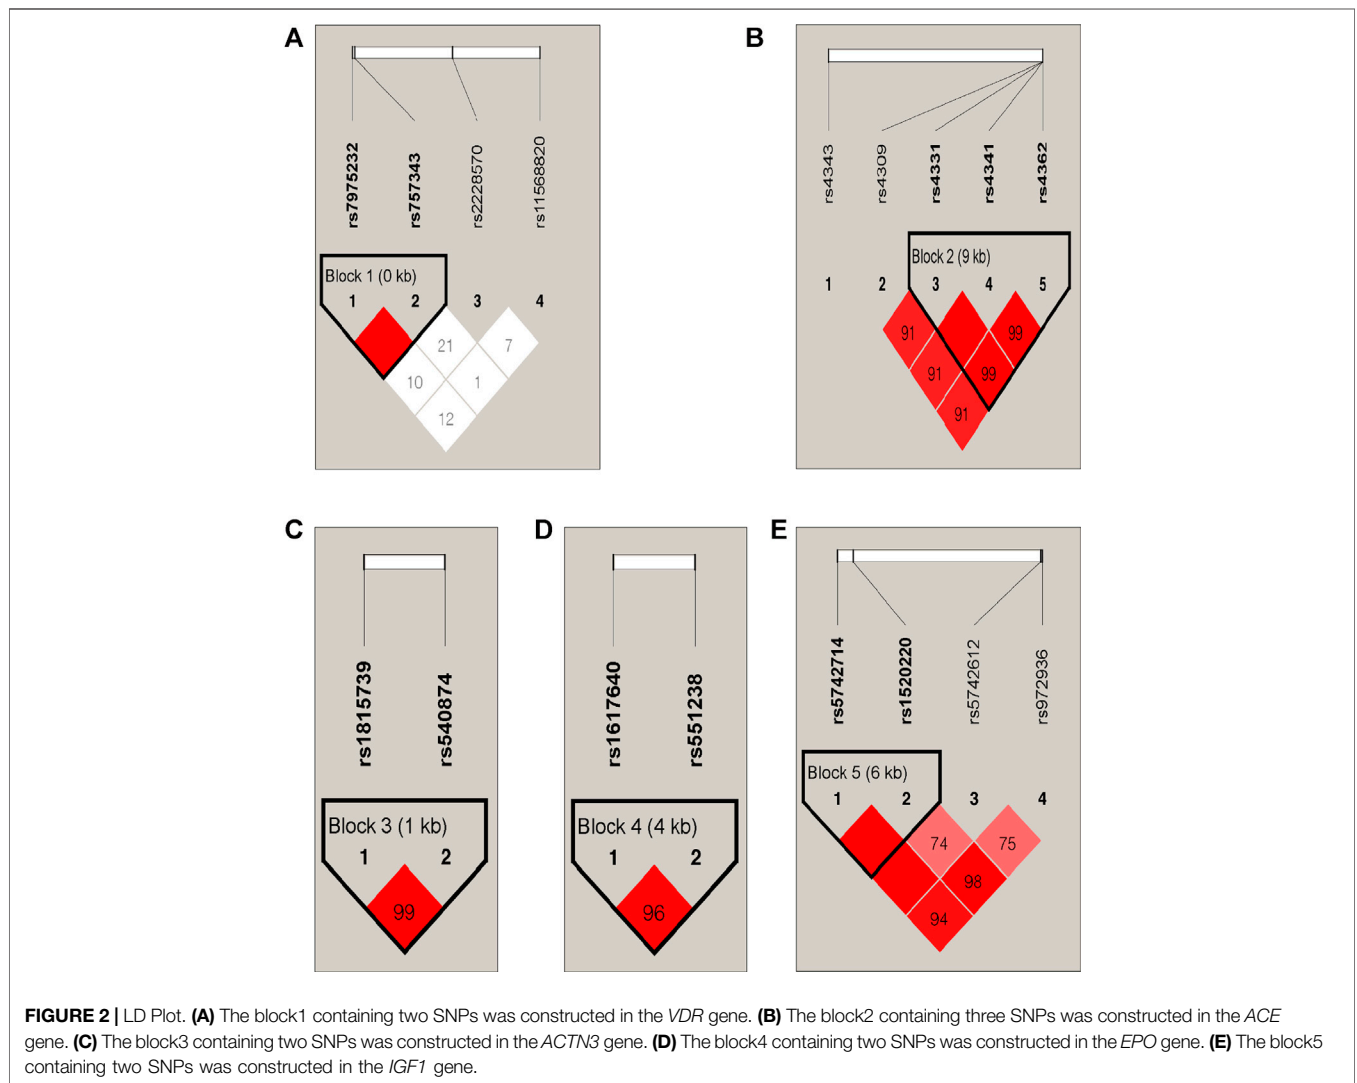 A
rs7975232
rs757343
rs2228570
rs11568820
Block 1 (0 kb)
1 2 3 4
21 7
10 1
12
B
rs4343
rs4309
rs4331
rs4341
rs4362
Block 2 (9 kb)
1 2 3 4 5
91 99
91 99
91
C
rs1815739
rs540874
Block 3 (1 kb)
1 2
99
D
rs1617640
rs551238
Block 4 (4 kb)
1 2
96
E
rs5742714
rs1520220
rs5742612
rs972936
Block 5 (6 kb)
1 2 3 4
74 75
98
94
FIGURE 2 | LD Plot. (A) The block1 containing two SNPs was constructed in the VDR gene. (B) The block2 containing three SNPs was constructed in the ACE
gene. (C) The block3 containing two SNPs was constructed in the ACTN3 gene. (D) The block4 containing two SNPs was constructed in the EPO gene. (E) The block5
containing two SNPs was constructed in the IGF1 gene.